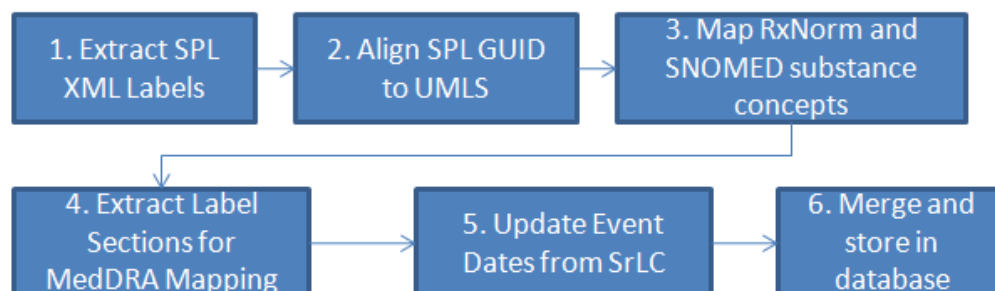 1. Extract SPL
XML Labels
2. Align SPL GUID
to UMLS
3. Map RxNorm and
SNOMED substance
concepts
4. Extract Label
Sections for
MedDRA Mapping
5. Update Event
Dates from SrLC
6. Merge and
store in
database